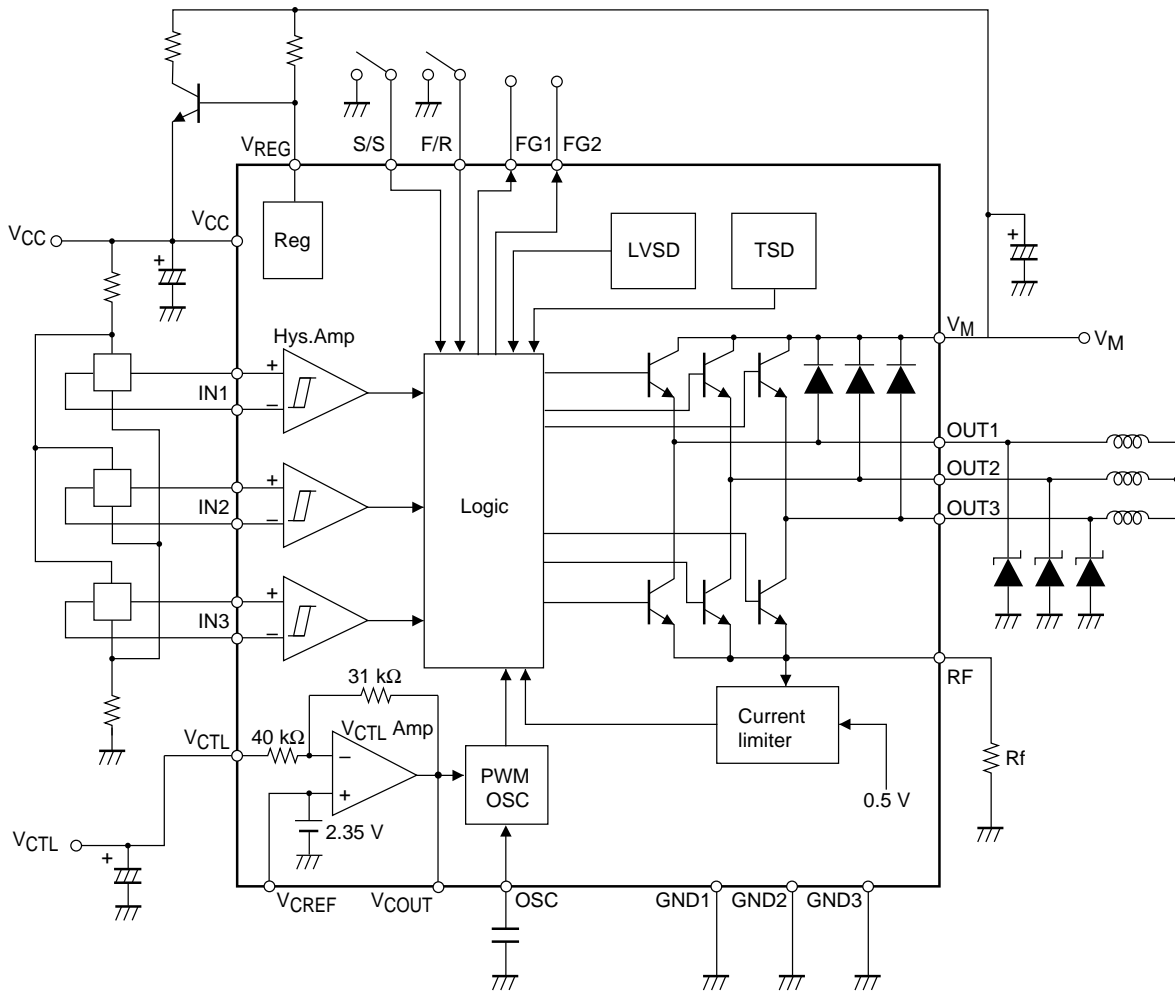 S/S
F/R
FG1
FG2
VREG
VCC
VCC
+
Reg
LVSD
TSD
+
VM
VM
Hys.Amp
+
IN1
−
OUT1
OUT2
OUT3
+
IN2
−
Logic
+
IN3
−
RF
31 kΩ
40 kΩ
VCTL Amp
VCTL
−
+
2.35 V
PWM
OSC
Current
limiter
0.5 V
Rf
VCTL
+
VCREF
VCOUT
OSC
GND1
GND2
GND3